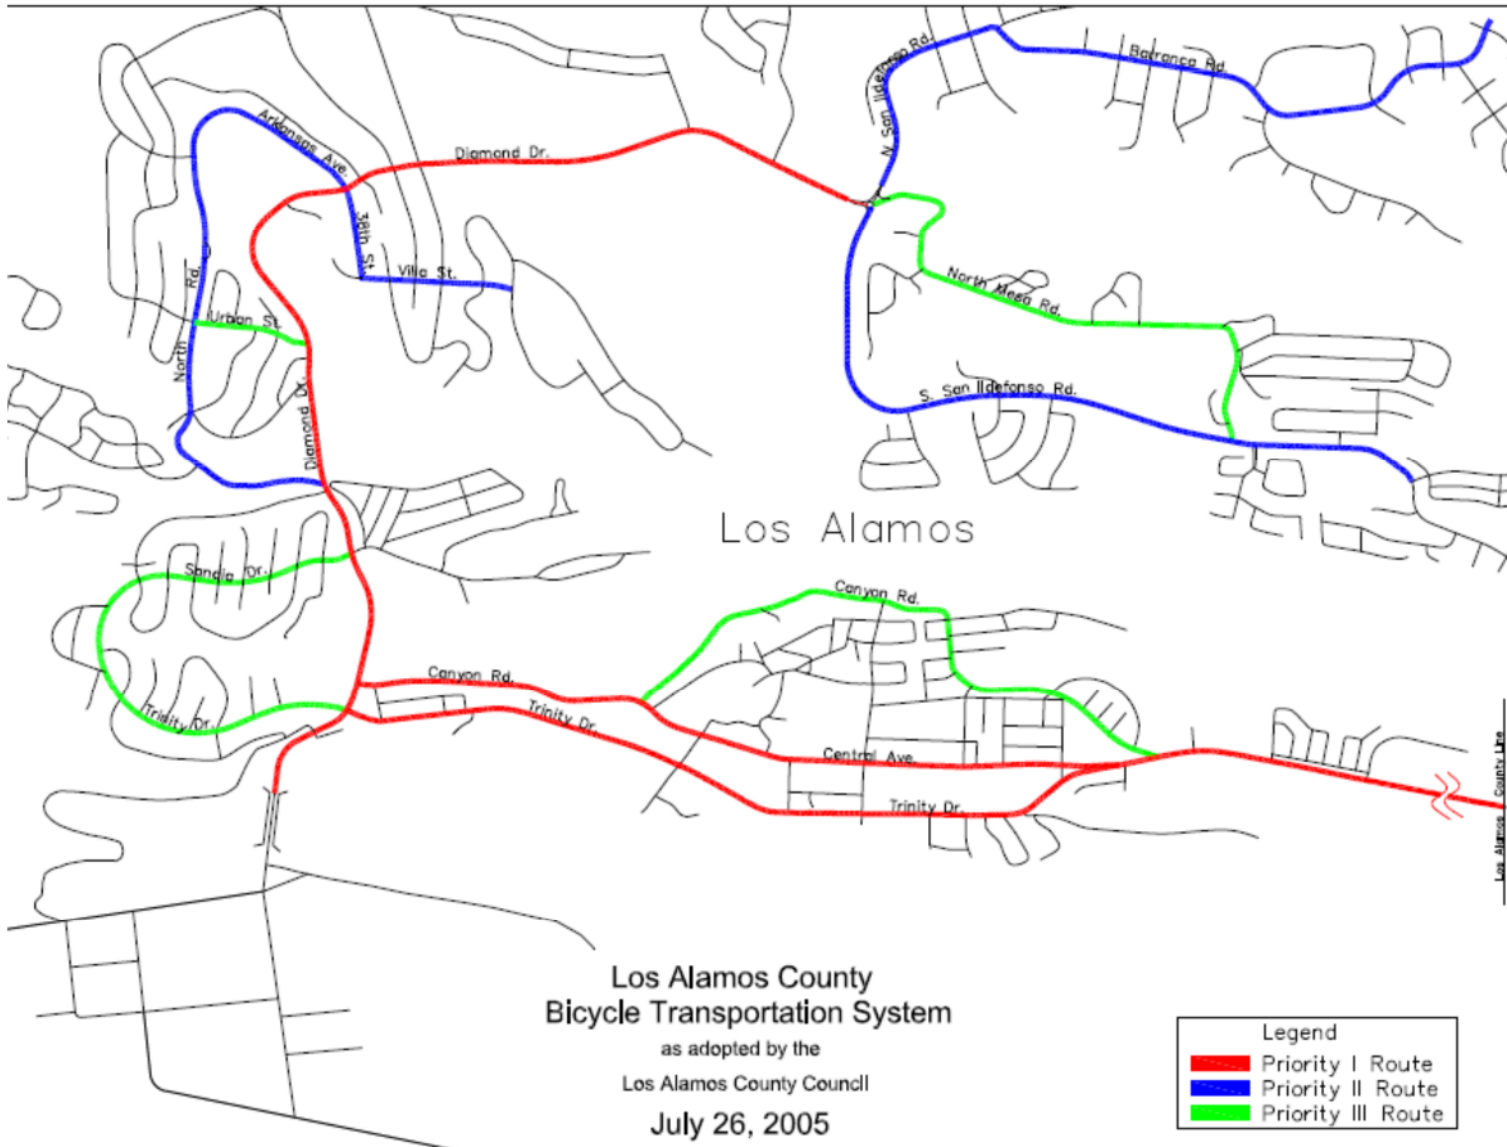 N. San Ildefonso Rd.
Barranca Rd.
Arkansas Ave.
Diamond Dr.
38th St.
Villa St.
North Rd.
Urban St.
North Mesa Rd.
Diamond Dr.
S. San Ildefonso Rd.
Los Alamos
Sandia Dr.
Canyon Rd.
Canyon Rd.
Trinity Dr.
Trinity Dr.
Central Ave.
Trinity Dr.
Los Alamos County Line
Los Alamos County
Bicycle Transportation System
as adopted by the
Los Alamos County Council
July 26, 2005
Legend
Priority I Route
Priority II Route
Priority III Route